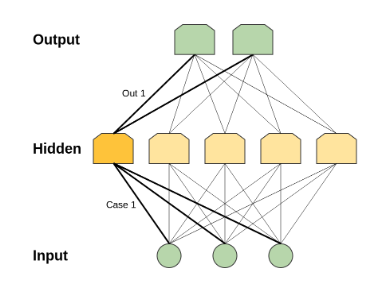 Output
Out 1
Hidden
Case 1
Input